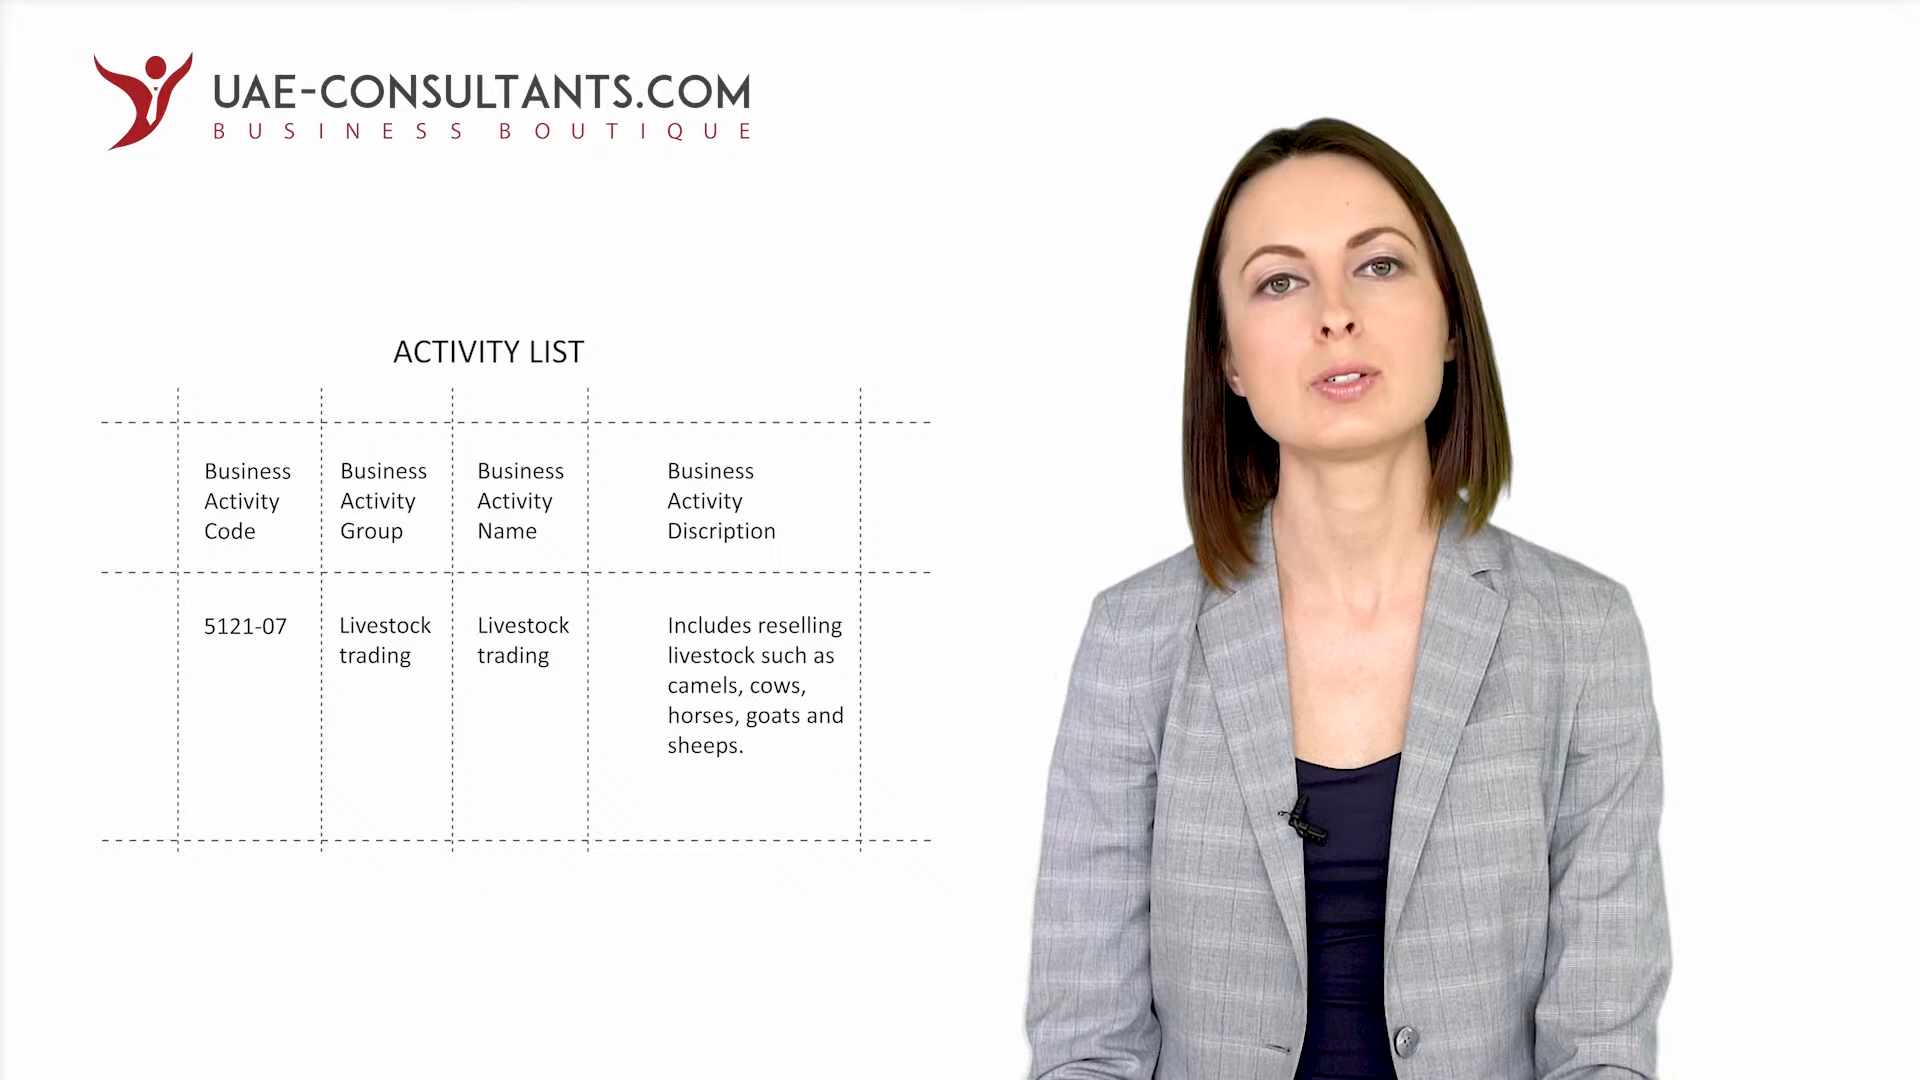 UAE-CONSULTANTS.COM
BUSINESS BOUTIQUE
ACTIVITY LIST
Business
Activity
Code
Business
Activity
Group
Business
Activity
Name
Business
Activity
Discription
5121-07
Livestock
trading
Livestock
trading
Includes reselling
livestock such as
camels, cows,
horses, goats and
sheeps.